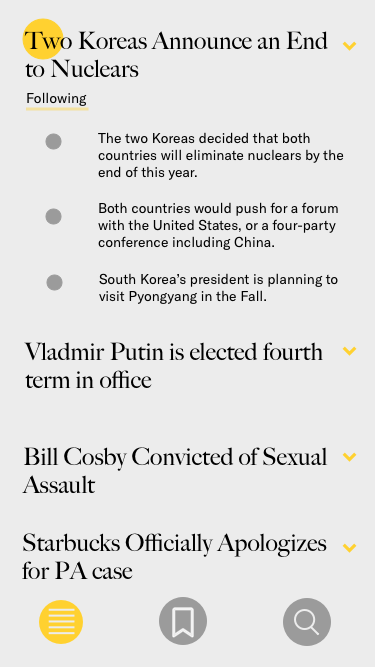 Two Koreas Announce an End
to Nuclears
Following
The two Koreas decided that both
countries will eliminate nuclears by the
end of this year.
Both countries would push for a forum
with the United States, or a four-party
conference including China.
South Korea's president is planning to
visit Pyongyang in the Fall.
Vladmir Putin is elected fourth
term in office
Bill Cosby Convicted of Sexual
Assault
Starbucks Officially Apologizes
for PA case